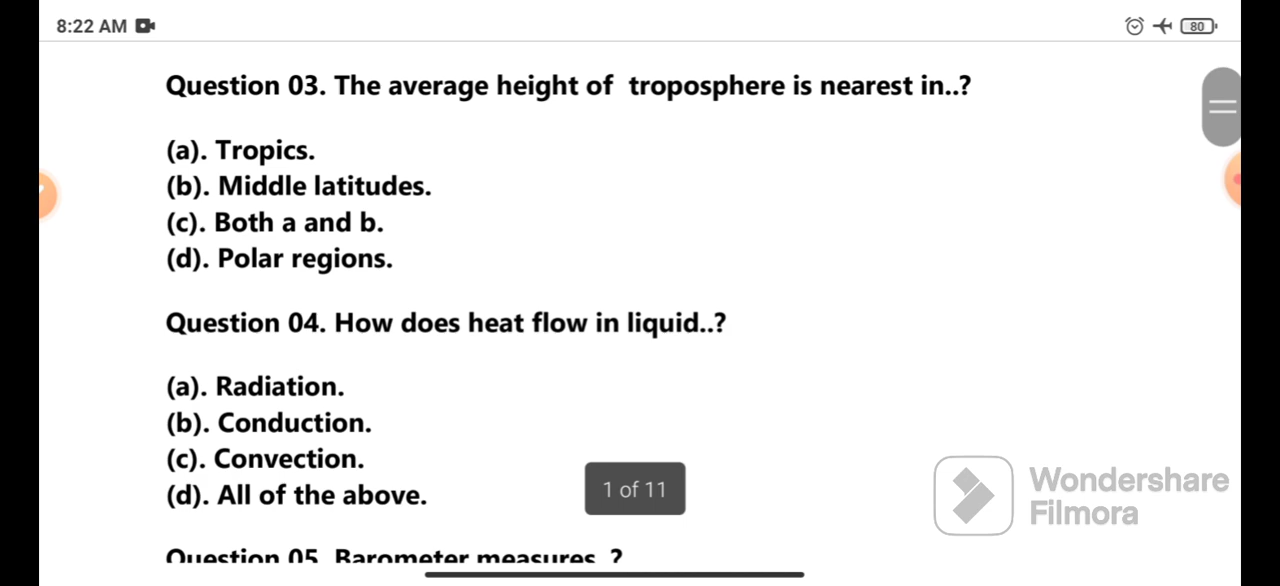 8:22 AM
80
Question 03. The average height of  troposphere is nearest in..?
(a). Tropics.
(b). Middle latitudes.
(c). Both a and b.
(d). Polar regions.
Question 04. How does heat flow in liquid..?
(a). Radiation.
(b). Conduction.
(c). Convection.
(d). All of the above.
1 of 11
Wondershare
Filmora
Question 05. Barometer measures..?